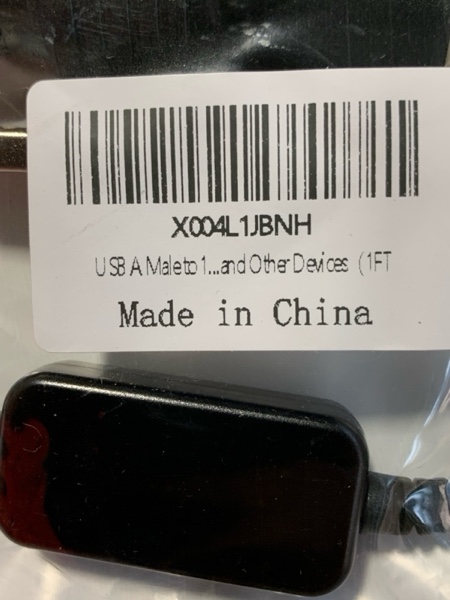 X004L1JBNH
USB A Male to 1...and Other Devices (1FT
Made in China